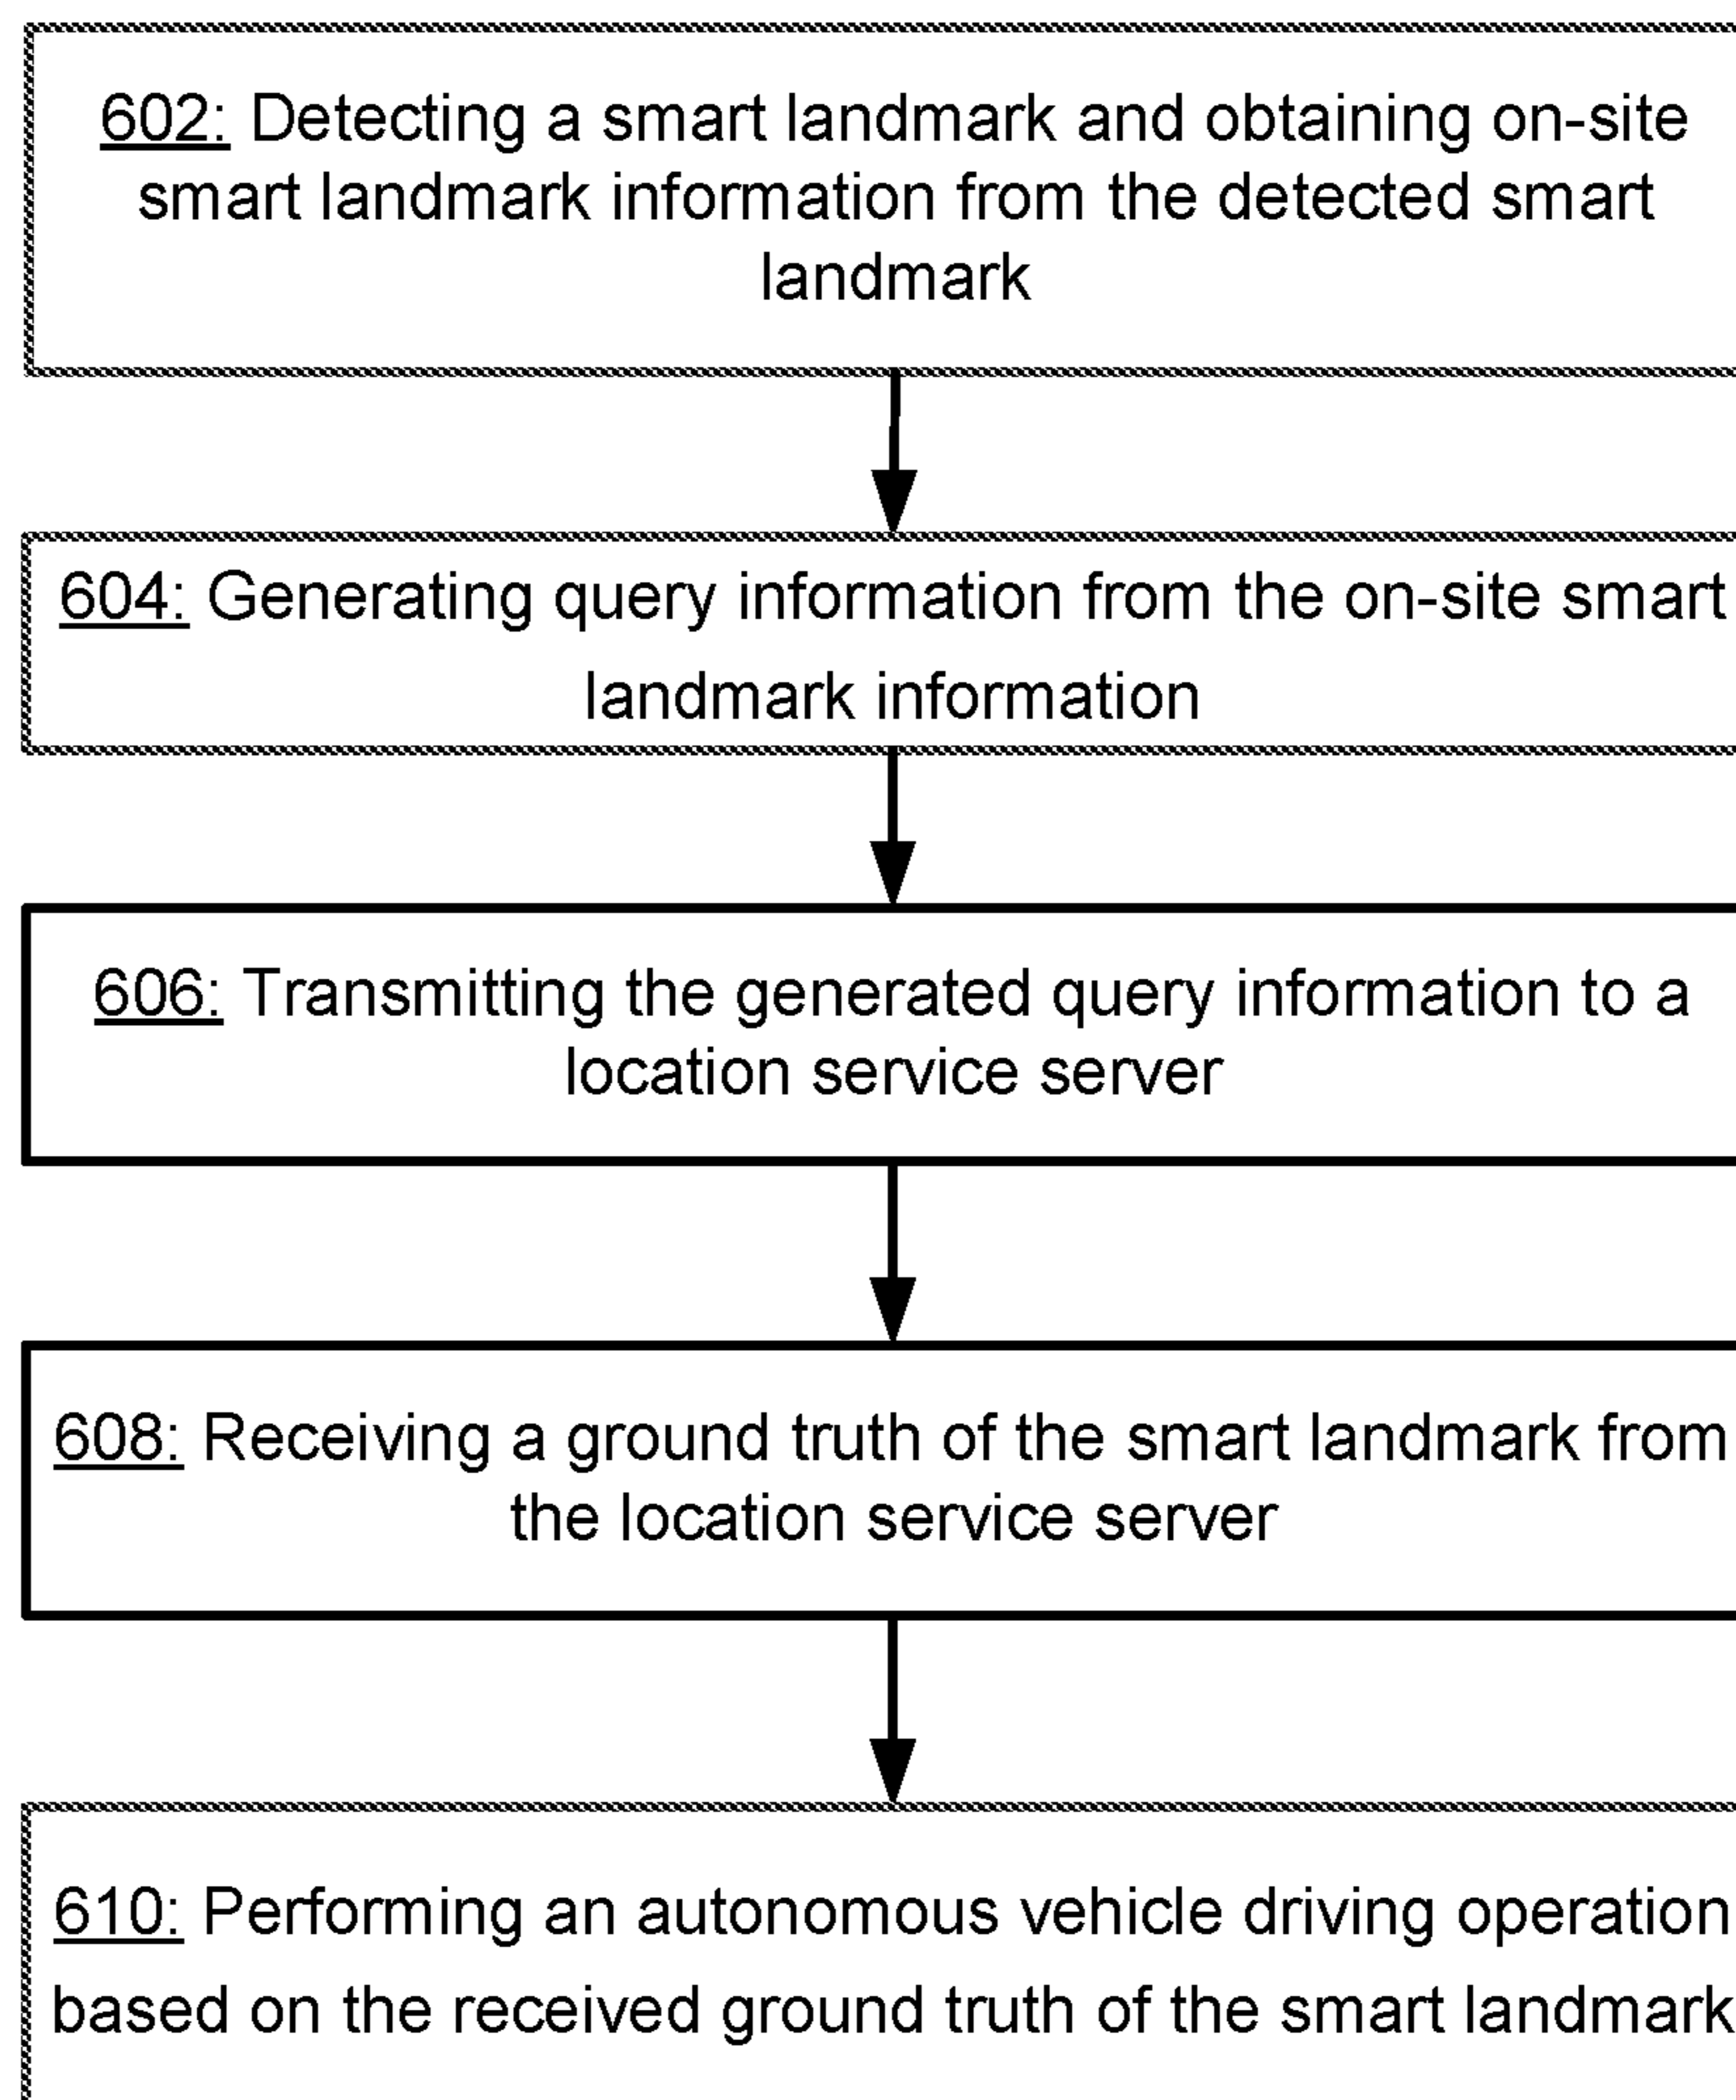 602: Detecting a smart landmark and obtaining on-site
smart landmark information from the detected smart
landmark
604: Generating query information from the on-site smart
landmark information
606: Transmitting the generated query information to a
location service server
608: Receiving a ground truth of the smart landmark from
the location service server
610: Performing an autonomous vehicle driving operation
based on the received ground truth of the smart landmark